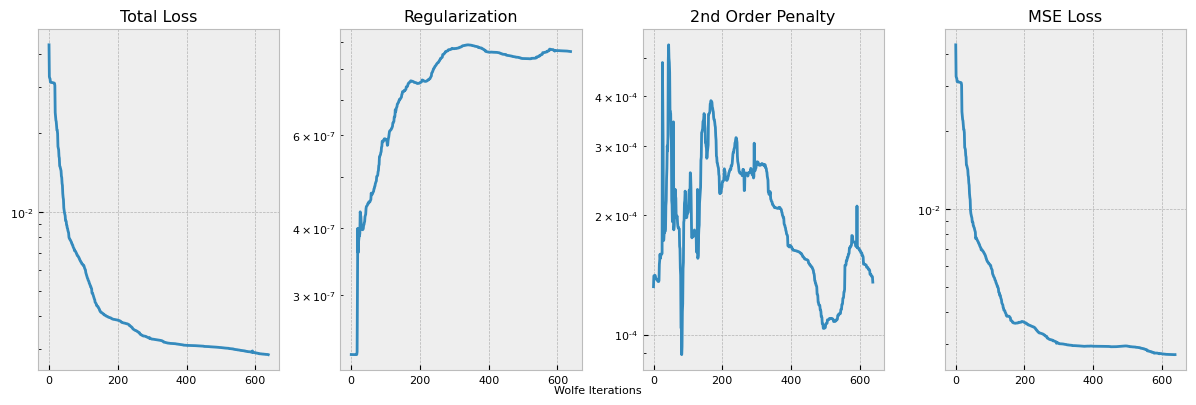 Total Loss
Regularization
2nd Order Penalty
MSE Loss
10⁻²
6 × 10⁻⁷
4 × 10⁻⁷
3 × 10⁻⁷
4 × 10⁻⁴
3 × 10⁻⁴
2 × 10⁻⁴
10⁻⁴
10⁻²
0 200 400 600
0 200 400 600
0 200 400 600
0 200 400 600
Wolfe Iterations